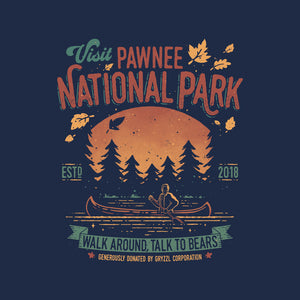 Visit
PAWNEE
NATIONAL PARK
ESTD 2018
WALK AROUND, TALK TO BEARS
GENEROUSLY DONATED BY GRYZZL CORPORATION